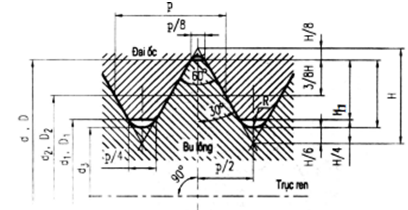 P
P/8
H/8
Đai ốc
3/8H
60°
H
30°
R
H1
d, D
d2, D2
d1, D1
d3
P/4
Bu lông
P/2
H/6
H/4
90°
Trục ren